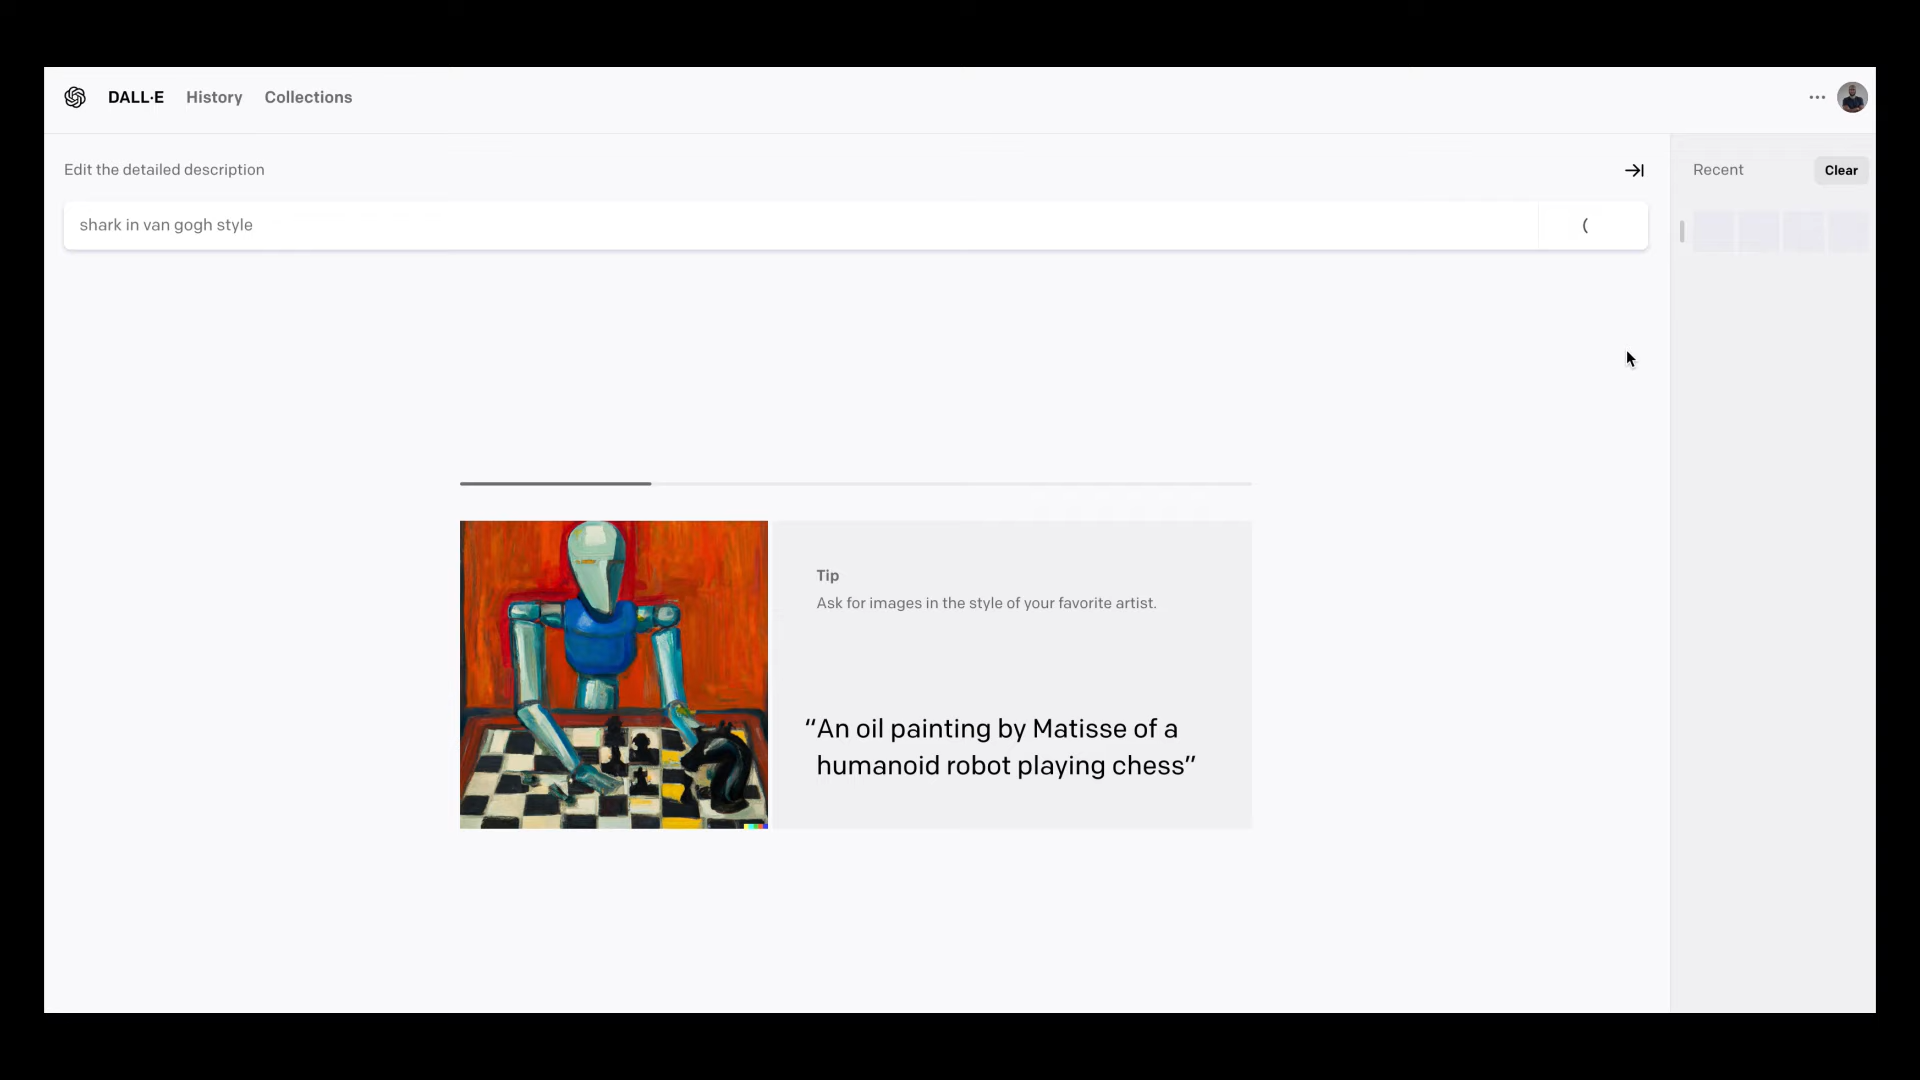 DALL·E History Collections
Edit the detailed description
Recent
Clear
shark in van gogh style
Tip
Ask for images in the style of your favorite artist.
“An oil painting by Matisse of a
humanoid robot playing chess”